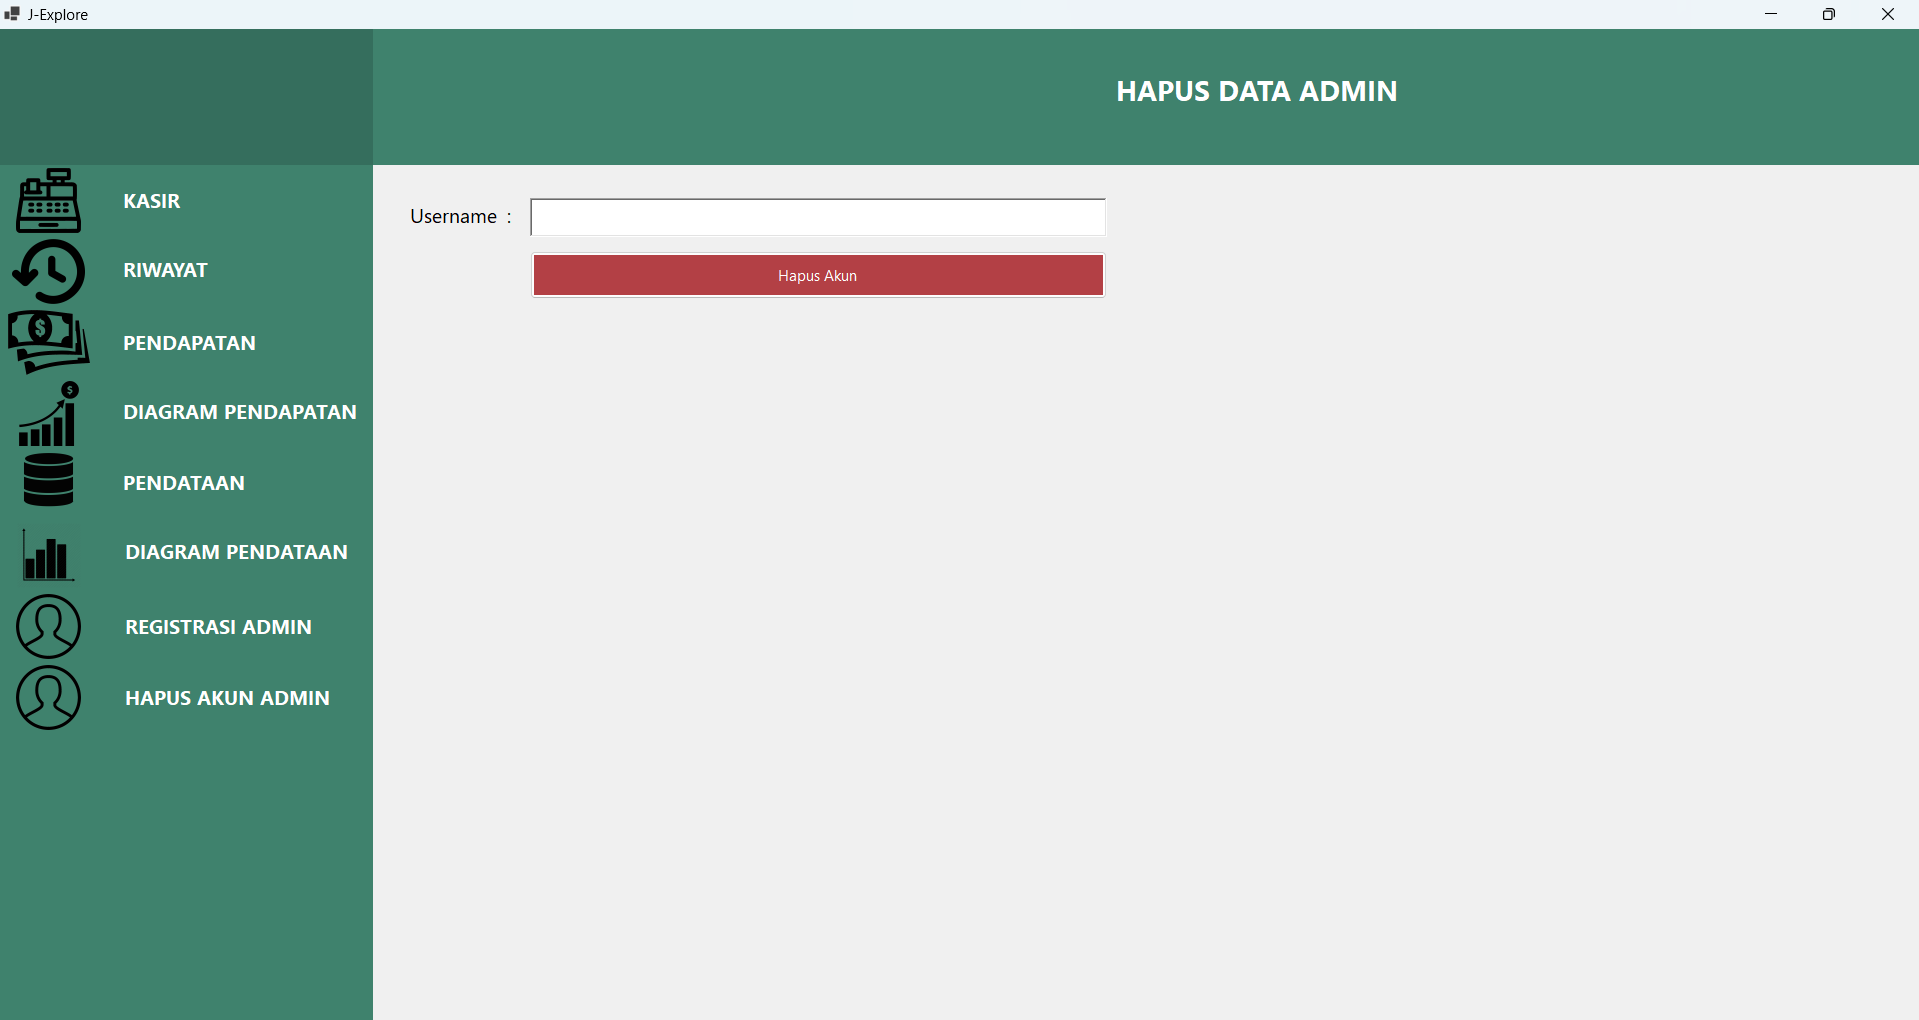 J-Explore
HAPUS DATA ADMIN
KASIR
RIWAYAT
PENDAPATAN
DIAGRAM PENDAPATAN
PENDATAAN
DIAGRAM PENDATAAN
REGISTRASI ADMIN
HAPUS AKUN ADMIN
Username :
Hapus Akun